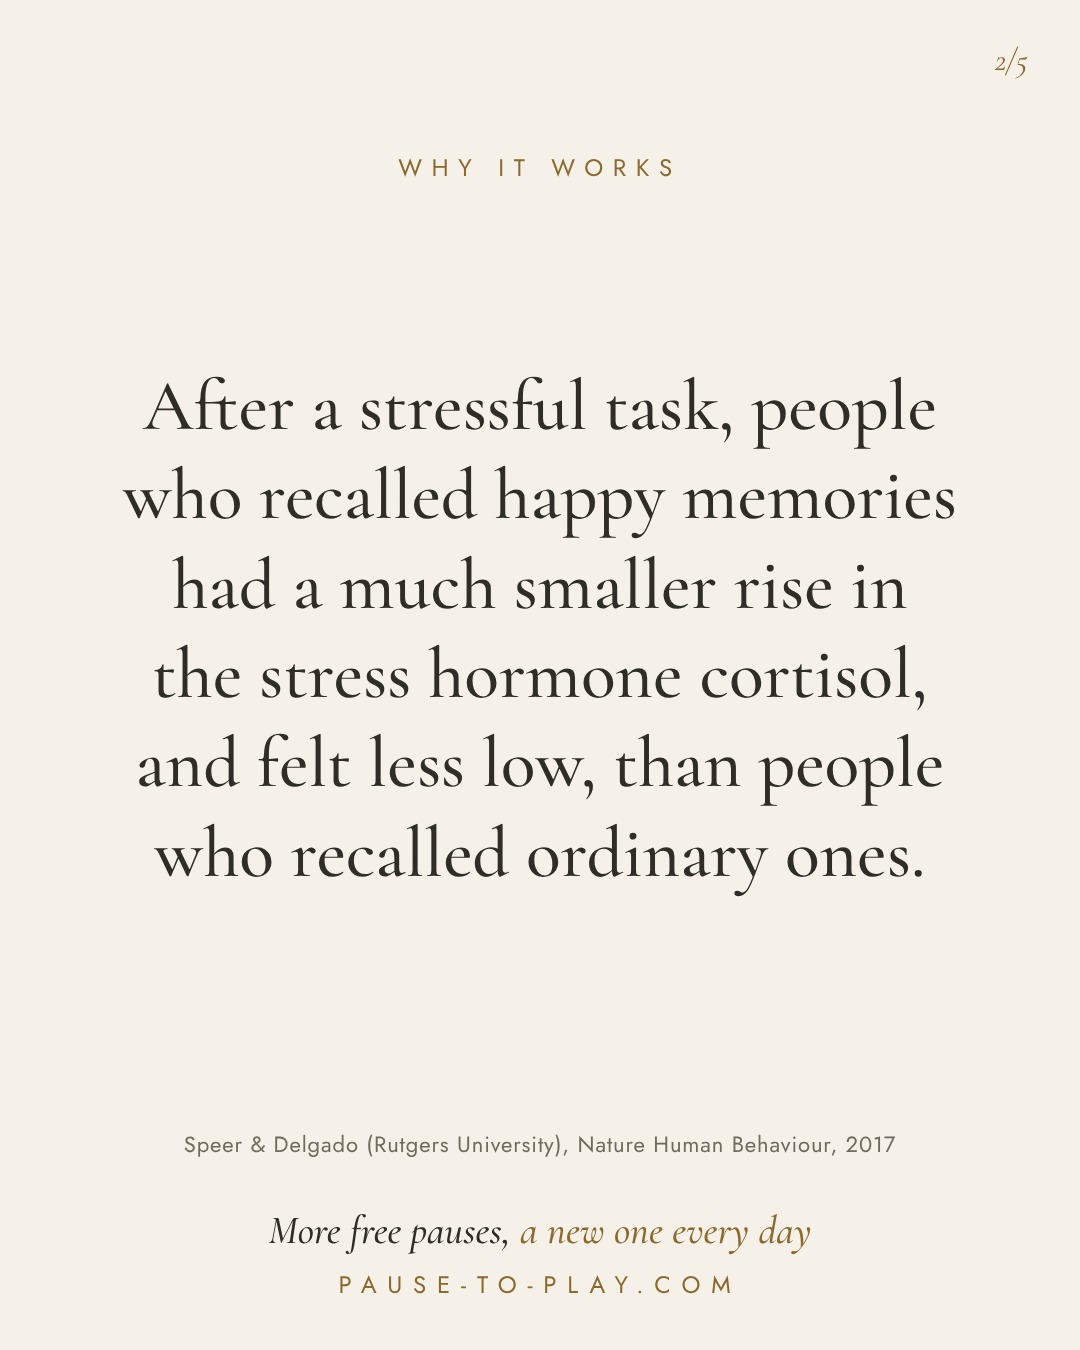 2/5
WHY IT WORKS
After a stressful task, people
who recalled happy memories
had a much smaller rise in
the stress hormone cortisol,
and felt less low, than people
who recalled ordinary ones.
Speer & Delgado (Rutgers University), Nature Human Behaviour, 2017
More free pauses, a new one every day
PAUSE-TO-PLAY.COM